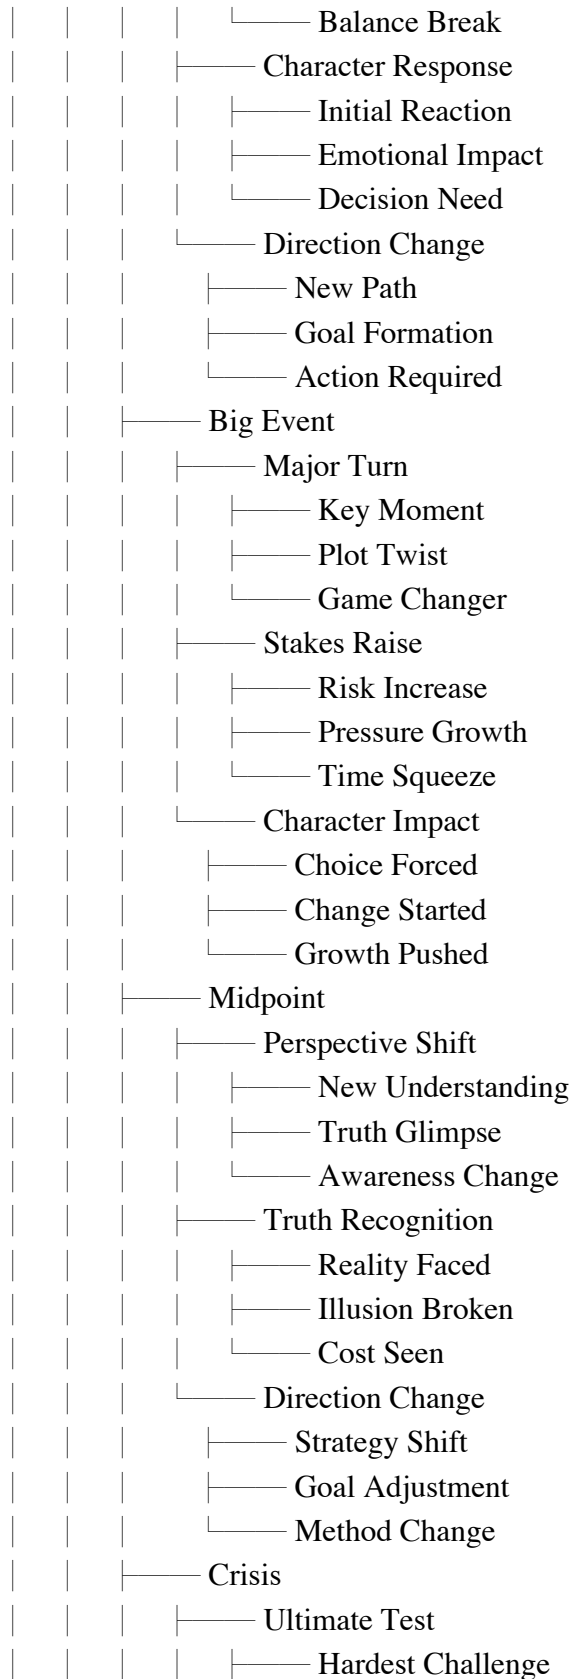 Balance Break
Character Response
Initial Reaction
Emotional Impact
Decision Need
Direction Change
New Path
Goal Formation
Action Required
Big Event
Major Turn
Key Moment
Plot Twist
Game Changer
Stakes Raise
Risk Increase
Pressure Growth
Time Squeeze
Character Impact
Choice Forced
Change Started
Growth Pushed
Midpoint
Perspective Shift
New Understanding
Truth Glimpse
Awareness Change
Truth Recognition
Reality Faced
Illusion Broken
Cost Seen
Direction Change
Strategy Shift
Goal Adjustment
Method Change
Crisis
Ultimate Test
Hardest Challenge